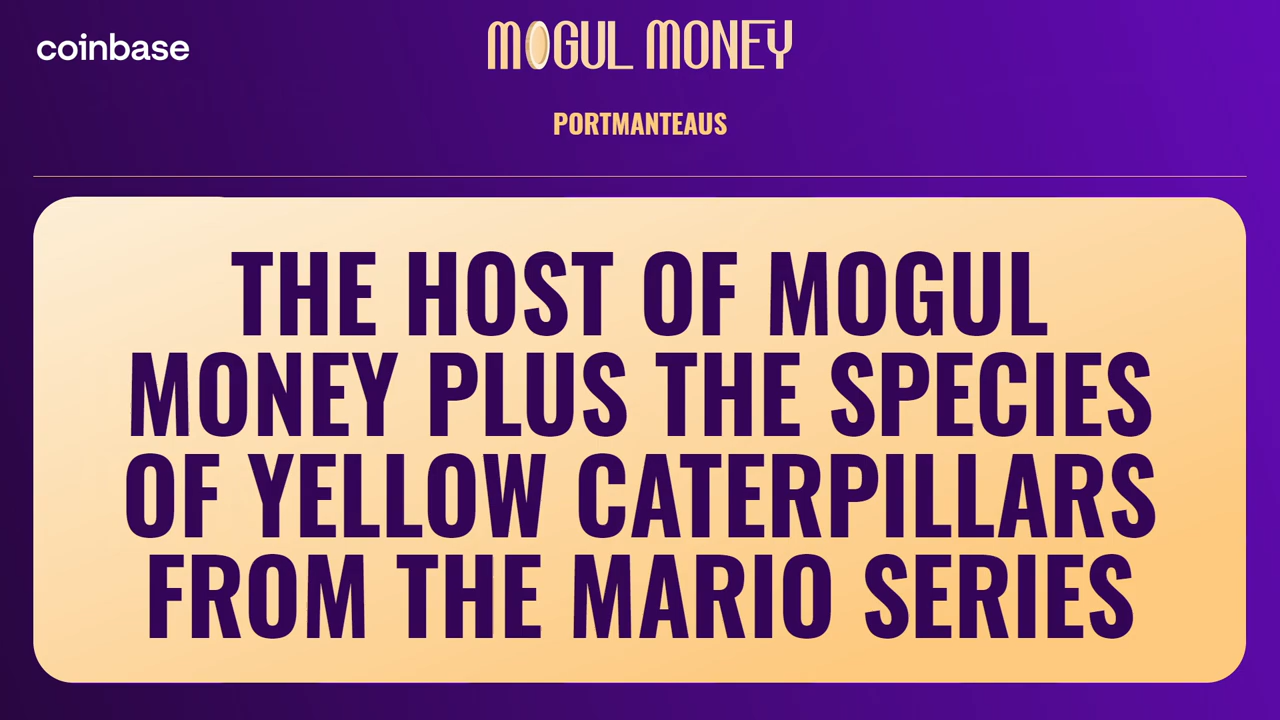 coinbase
MOGUL MONEY
PORTMANTEAUS
THE HOST OF MOGUL
MONEY PLUS THE SPECIES
OF YELLOW CATERPILLARS
FROM THE MARIO SERIES